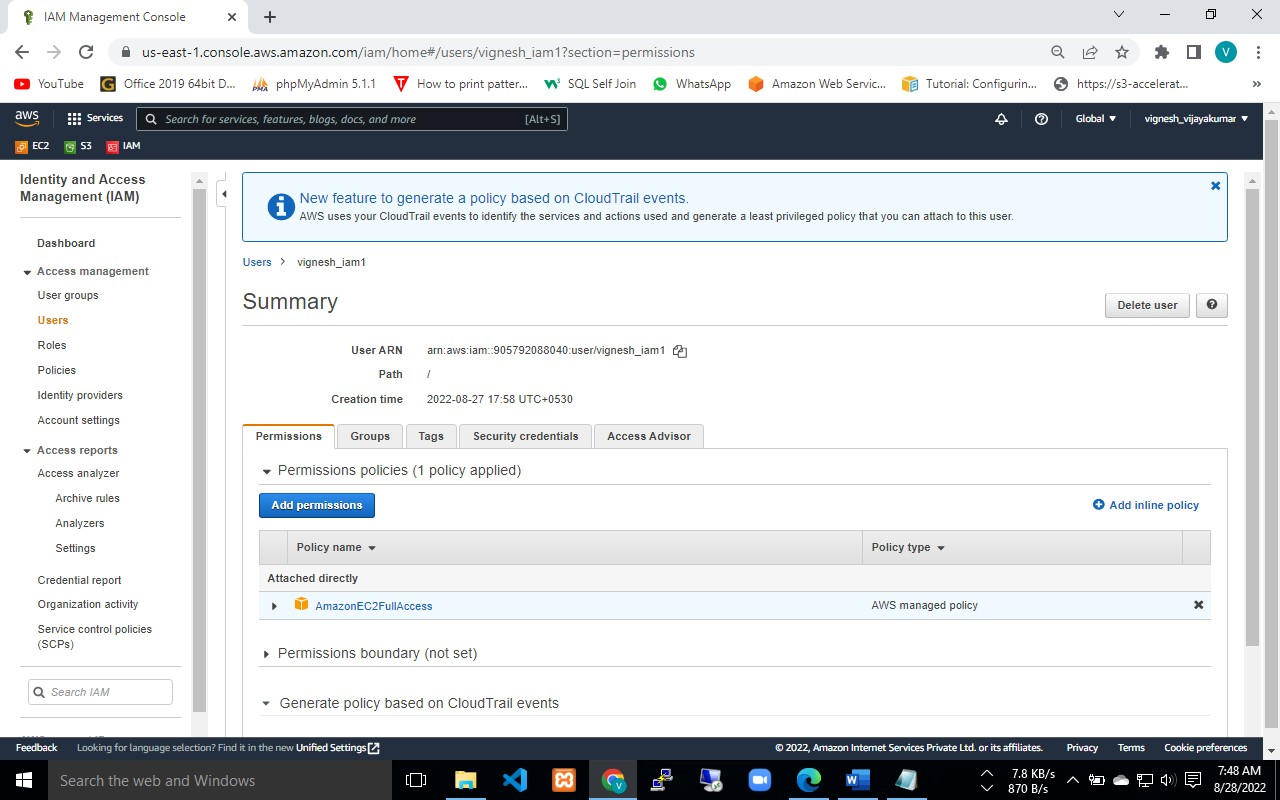 IAM Management Console
us-east-1.console.aws.amazon.com/iam/home#/users/vignesh_iam1?section=permissions
V
YouTube
Office 2019 64bit D...
phpMyAdmin 5.1.1
How to print patter...
SQL Self Join
WhatsApp
Amazon Web Servic...
Tutorial: Configurin...
https://s3-accelerat...
aws
Services
Search for services, features, blogs, docs, and more
[Alt+S]
Global
vignesh_vijayakumar
EC2
S3
IAM
Identity and Access
Management (IAM)
Dashboard
Access management
User groups
Users
Roles
Policies
Identity providers
Account settings
Access reports
Access analyzer
Archive rules
Analyzers
Settings
Credential report
Organization activity
Service control policies
(SCPs)
Search IAM
New feature to generate a policy based on CloudTrail events.
AWS uses your CloudTrail events to identify the services and actions used and generate a least privileged policy that you can attach to this user.
Users > vignesh_iam1
Summary
Delete user
User ARN arn:aws:iam::905792088040:user/vignesh_iam1
Path /
Creation time 2022-08-27 17:58 UTC+0530
Permissions
Groups
Tags
Security credentials
Access Advisor
Permissions policies (1 policy applied)
Add permissions
Add inline policy
Policy name
Policy type
Attached directly
AmazonEC2FullAccess
AWS managed policy
Permissions boundary (not set)
Generate policy based on CloudTrail events
Feedback
Looking for language selection? Find it in the new Unified Settings
© 2022, Amazon Internet Services Private Ltd. or its affiliates.
Privacy
Terms
Cookie preferences
Search the web and Windows
7.8 KB/s
870 B/s
7:48 AM
8/28/2022